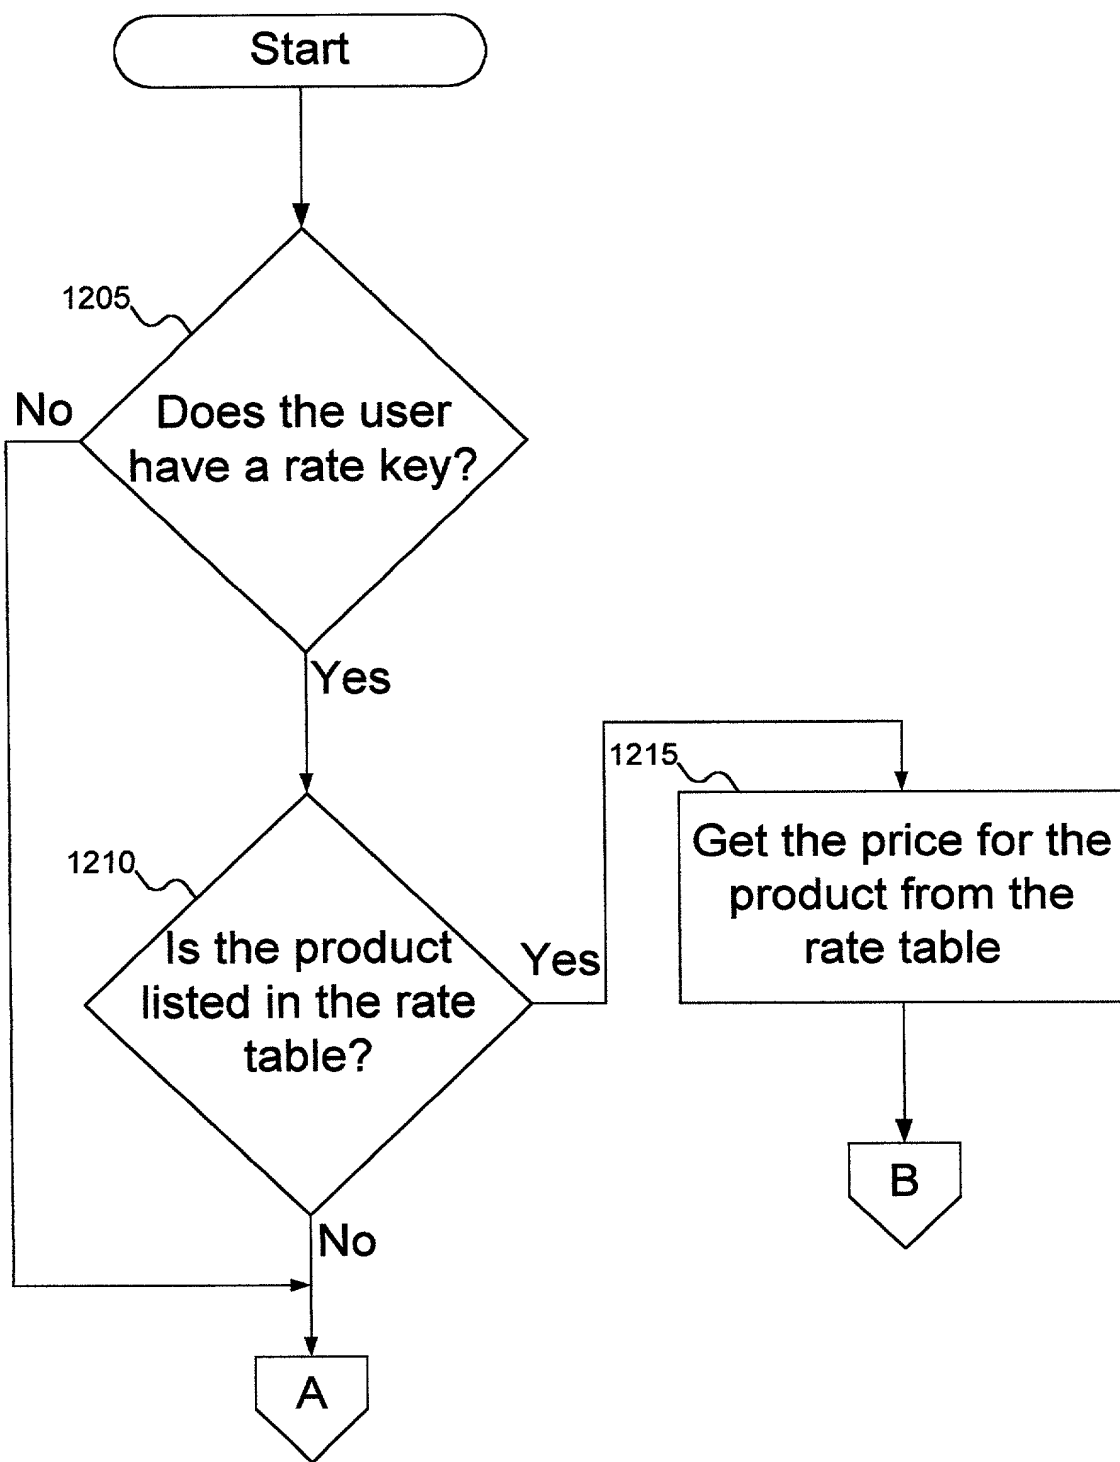 Start
1205
No
Does the user
have a rate key?
Yes
1215
Get the price for the
product from the
rate table
1210
Is the product
listed in the rate
table?
Yes
B
No
A